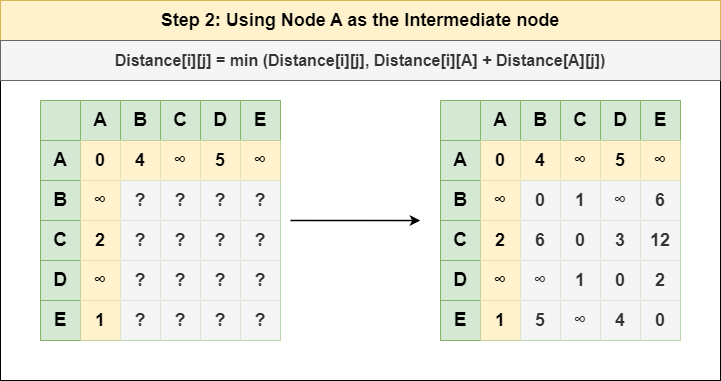 Step 2: Using Node A as the Intermediate node
Distance[i][j] = min (Distance[i][j], Distance[i][A] + Distance[A][j])
A B C D E
A 0 4 ∞ 5 ∞
B ∞ ? ? ? ?
C 2 ? ? ? ?
D ∞ ? ? ? ?
E 1 ? ? ? ?
A B C D E
A 0 4 ∞ 5 ∞
B ∞ 0 1 ∞ 6
C 2 6 0 3 12
D ∞ ∞ 1 0 2
E 1 5 ∞ 4 0